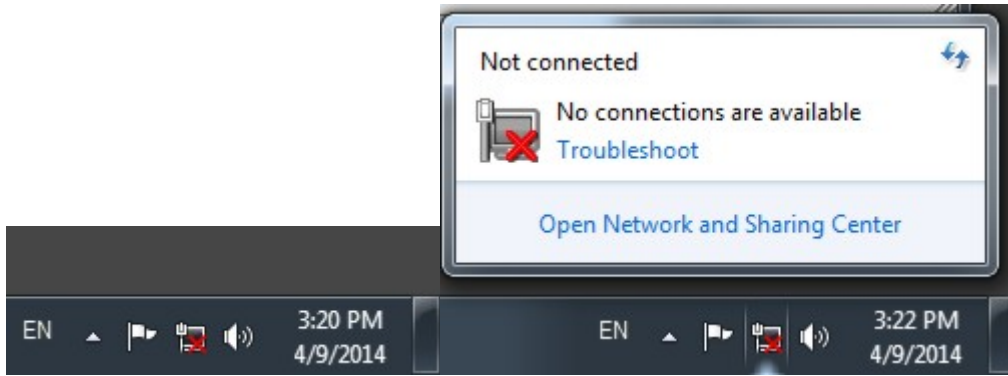 Not connected
No connections are available
Troubleshoot
Open Network and Sharing Center
EN 3:20 PM
4/9/2014
EN 3:22 PM
4/9/2014